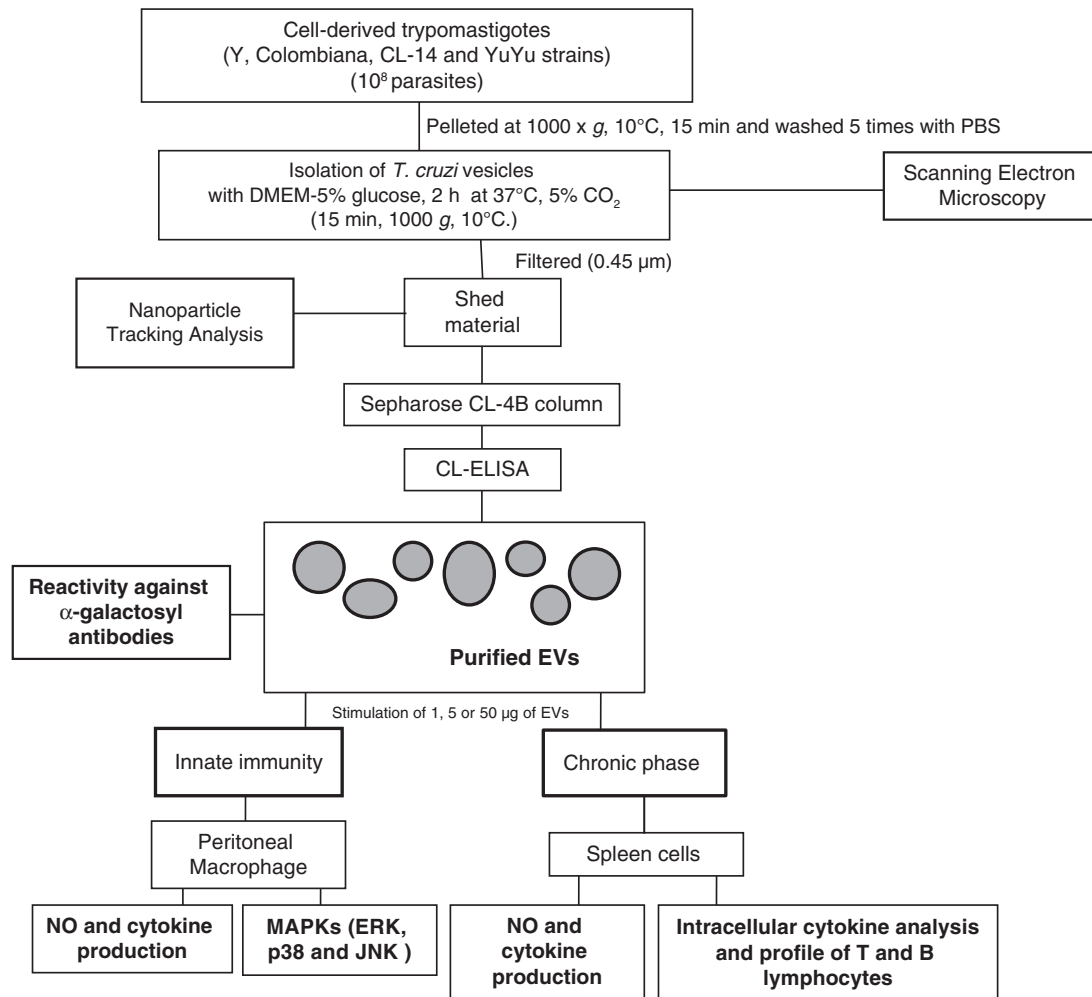 Cell-derived trypomastigotes
(Y, Colombiana, CL-14 and YuYu strains)
(10⁸ parasites)
Pelleted at 1000 x g, 10°C, 15 min and washed 5 times with PBS
Isolation of T. cruzi vesicles
with DMEM-5% glucose, 2 h at 37°C, 5% CO₂
(15 min, 1000 g, 10°C.)
Scanning Electron
Microscopy
Filtered (0.45 µm)
Nanoparticle
Tracking Analysis
Shed
material
Sepharose CL-4B column
CL-ELISA
Reactivity against
α-galactosyl
antibodies
Purified EVs
Stimulation of 1, 5 or 50 µg of EVs
Innate immunity
Chronic phase
Peritoneal
Macrophage
Spleen cells
NO and cytokine
production
MAPKs (ERK,
p38 and JNK )
NO and
cytokine
production
Intracellular cytokine analysis
and profile of T and B
lymphocytes